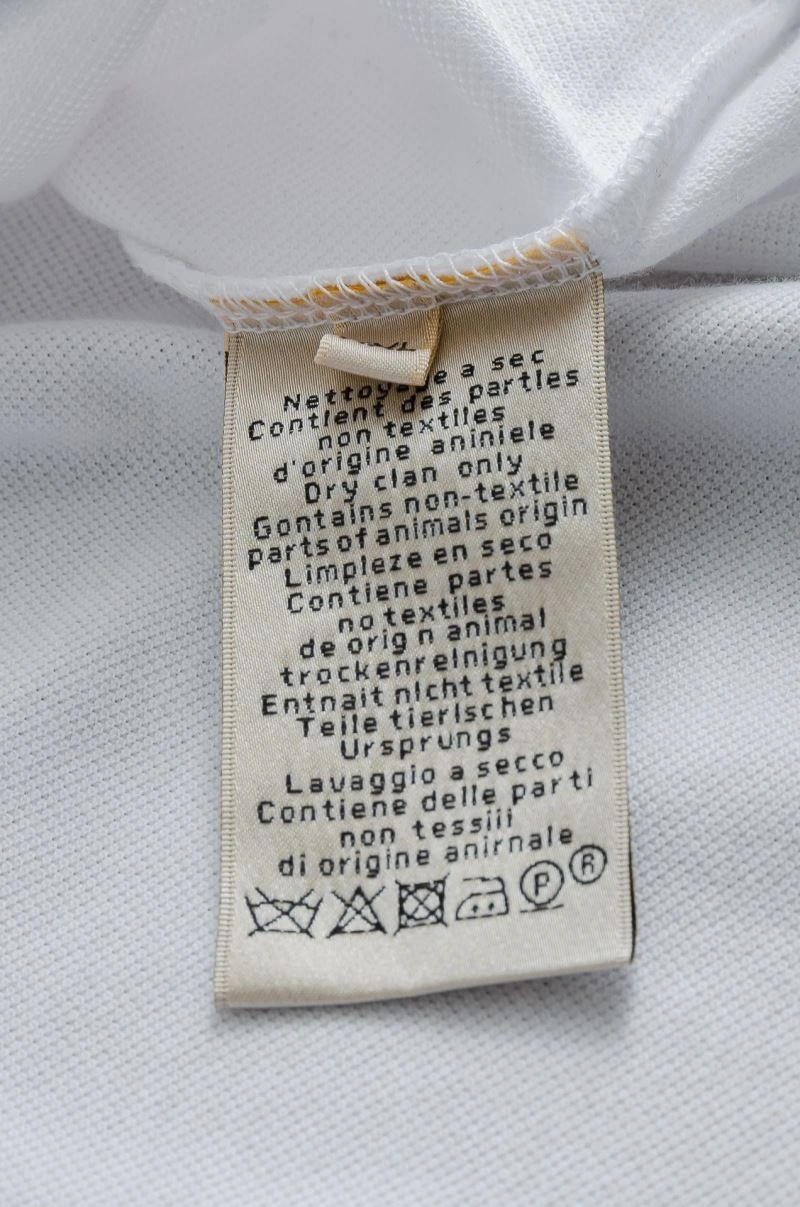 Nettoyage a sec
Contient des partles
non textiles
d'origine aniniele
Dry clan only
Gontains non-textile
parts of animals origin
Limpleze en seco
Contiene partes
no textiles
de orig n animal
trockenreinigung
Entnait nicht textile
Teile tierischen
Ursprungs
Lavaggio a secco
Contiene delle parti
non tessiii
di origine anirnale
P ®